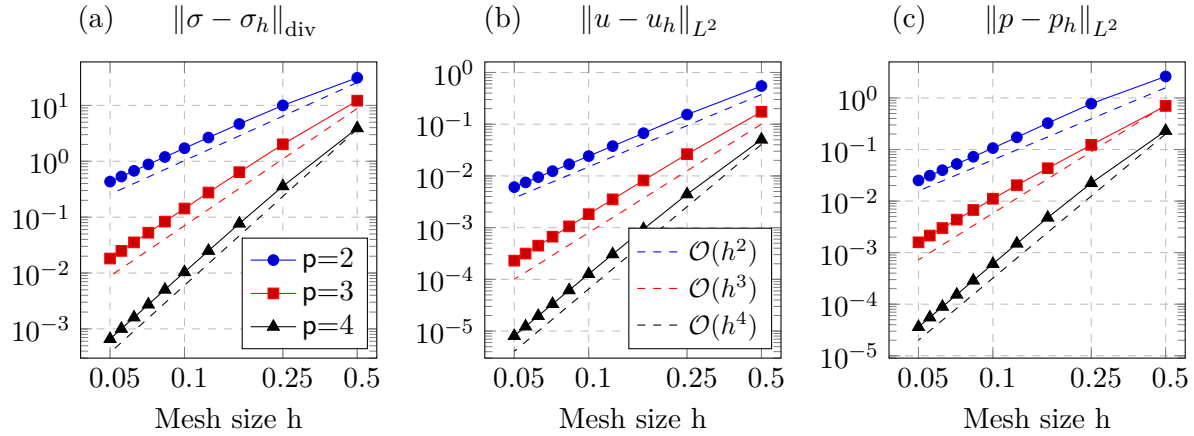 (a) ‖σ − σ_h‖_div
10^1
10^0
10^−1
10^−2
10^−3
p=2
p=3
p=4
0.05 0.1 0.25 0.5
Mesh size h
(b) ‖u − u_h‖_{L^2}
10^0
10^−1
10^−2
10^−3
10^−4
10^−5
O(h^2)
O(h^3)
O(h^4)
0.05 0.1 0.25 0.5
Mesh size h
(c) ‖p − p_h‖_{L^2}
10^0
10^−1
10^−2
10^−3
10^−4
10^−5
0.05 0.1 0.25 0.5
Mesh size h